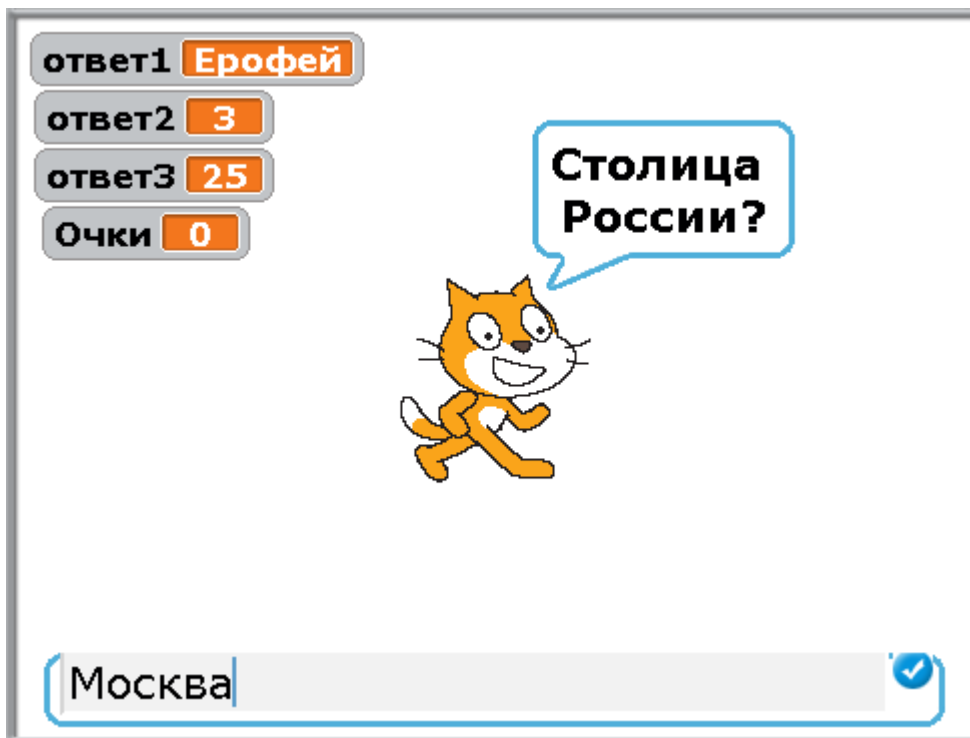 ответ1 Ерофей
ответ2 3
ответ3 25
Очки 0
Столица
России?
Москва